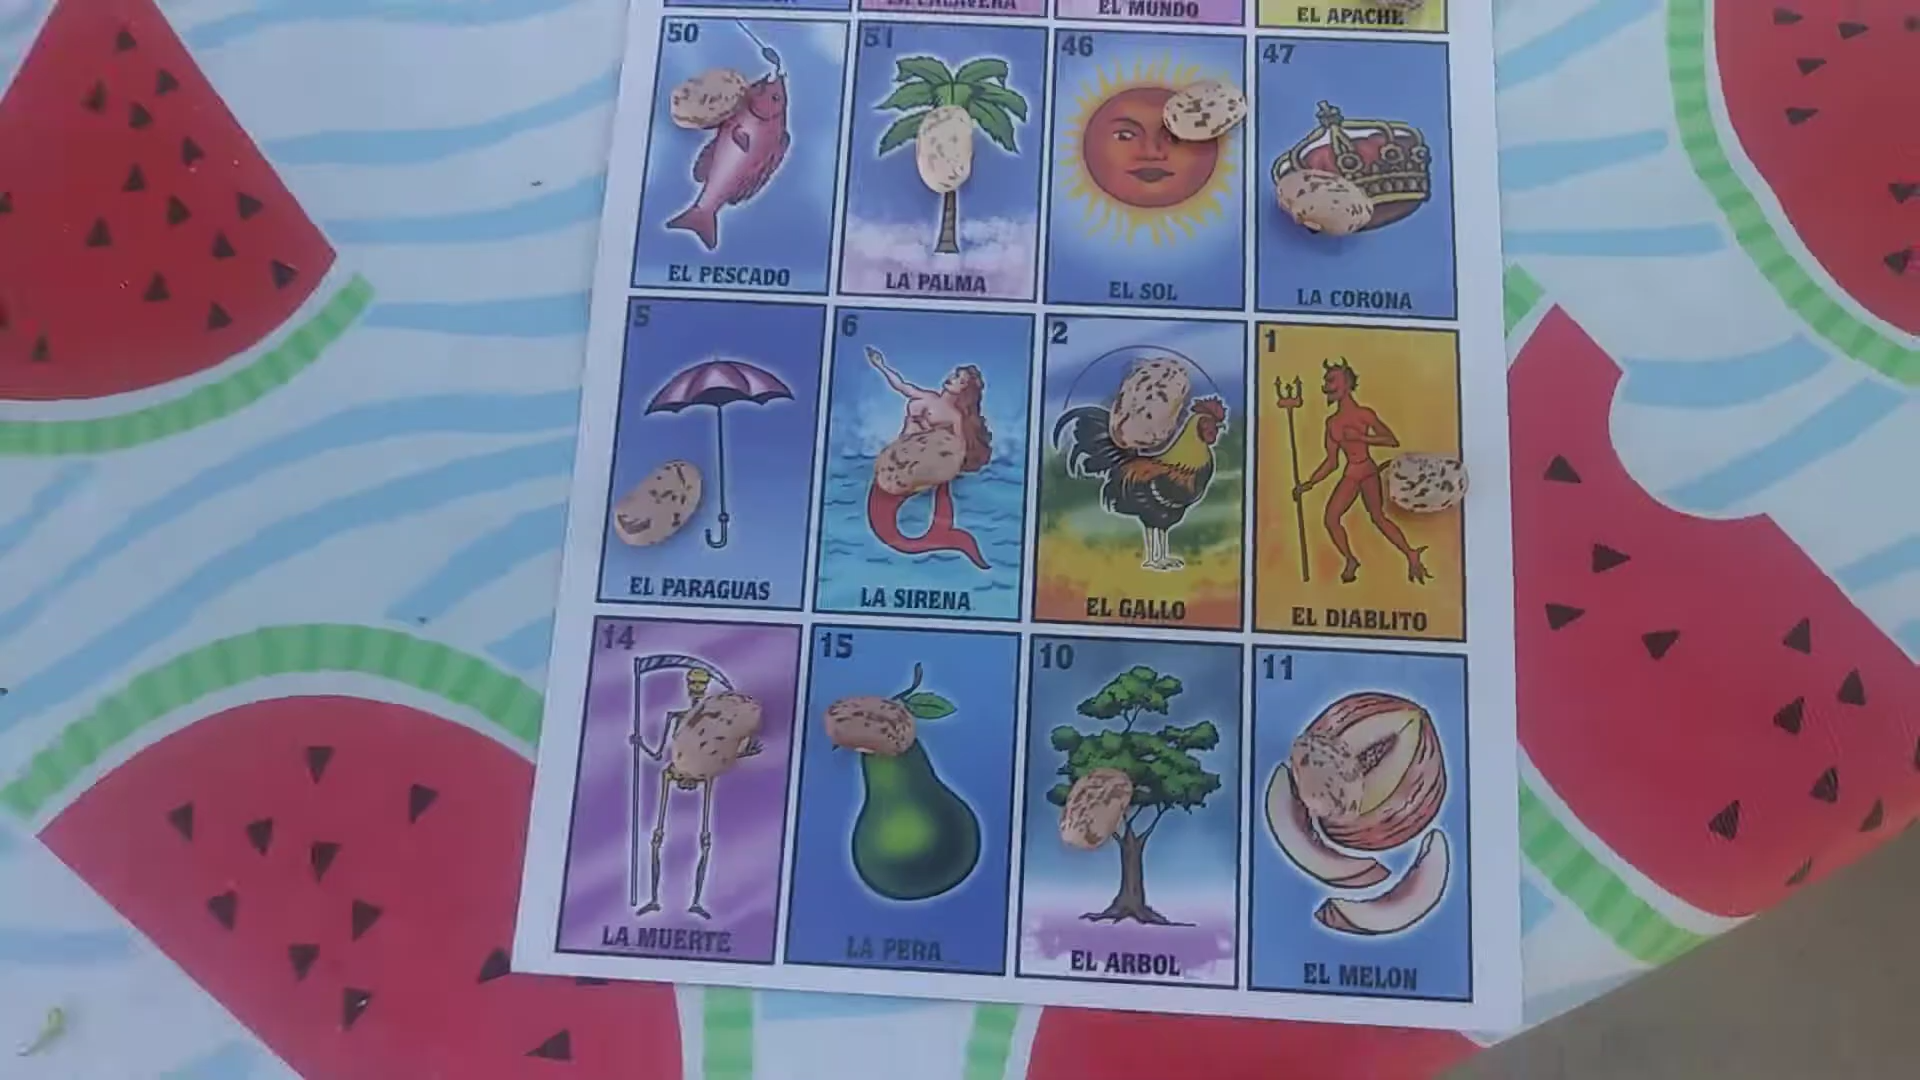 LA CALAVERA
EL MUNDO
EL APACHE
50
51
46
47
EL PESCADO
LA PALMA
EL SOL
LA CORONA
5
6
2
1
EL PARAGUAS
LA SIRENA
EL GALLO
EL DIABLITO
14
15
10
11
LA MUERTE
LA PERA
EL ARBOL
EL MELON